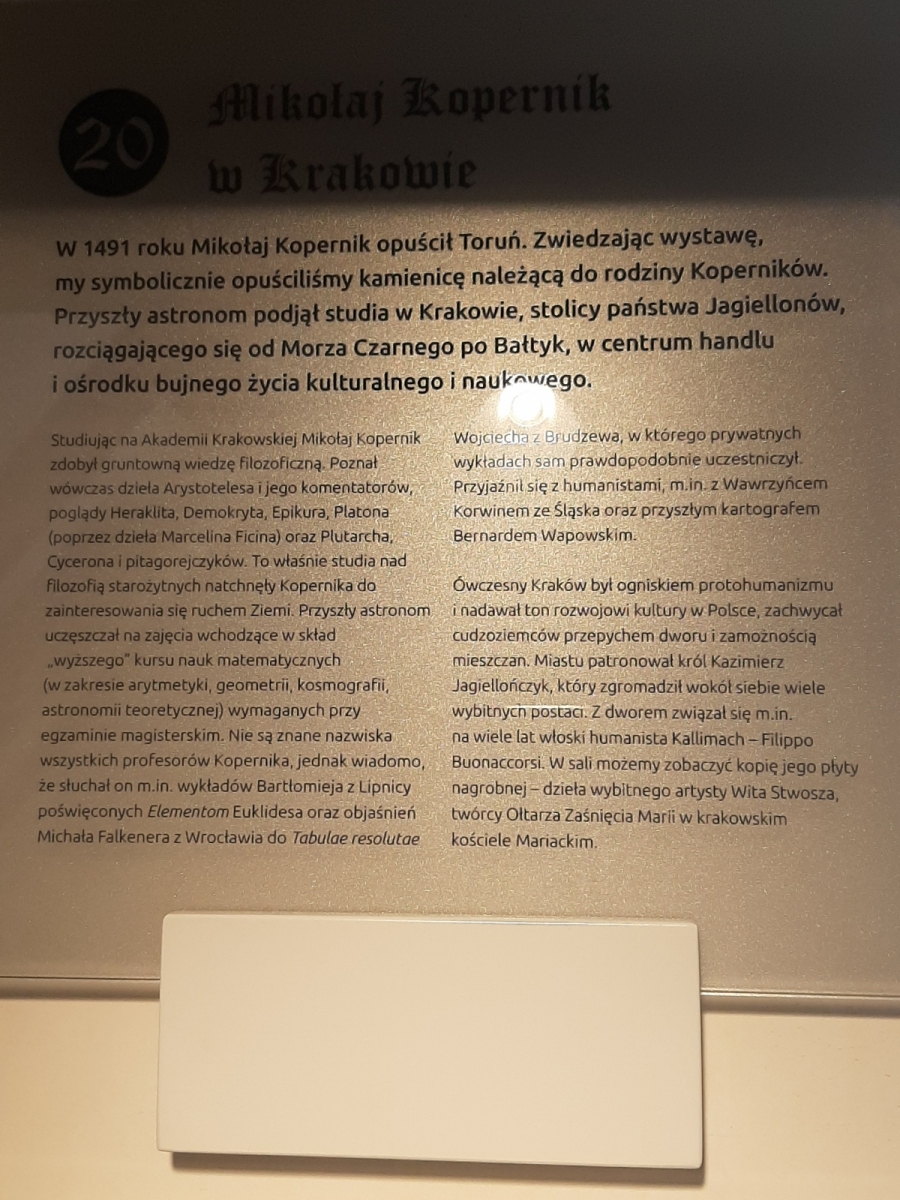 20
Mikołaj Kopernik
w Krakowie
W 1491 roku Mikołaj Kopernik opuścił Toruń. Zwiedzając wystawę,
my symbolicznie opuściliśmy kamienicę należącą do rodziny Koperników.
Przyszły astronom podjął studia w Krakowie, stolicy państwa Jagiellonów,
rozciągającego się od Morza Czarnego po Bałtyk, w centrum handlu
i ośrodku bujnego życia kulturalnego i naukowego.
Studiując na Akademii Krakowskiej Mikołaj Kopernik
zdobył gruntowną wiedzę filozoficzną. Poznał
wówczas dzieła Arystotelesa i jego komentatorów,
poglądy Heraklita, Demokryta, Epikura, Platona
(poprzez dzieła Marcelina Ficina) oraz Plutarcha,
Cycerona i pitagorejczyków. To właśnie studia nad
filozofią starożytnych natchnęły Kopernika do
zainteresowania się ruchem Ziemi. Przyszły astronom
uczęszczał na zajęcia wchodzące w skład
„wyższego” kursu nauk matematycznych
(w zakresie arytmetyki, geometrii, kosmografii,
astronomii teoretycznej) wymaganych przy
egzaminie magisterskim. Nie są znane nazwiska
wszystkich profesorów Kopernika, jednak wiadomo,
że słuchał on m.in. wykładów Bartłomieja z Lipnicy
poświęconych Elementom Euklidesa oraz objaśnień
Michała Falkenera z Wrocławia do Tabulae resolutae
Wojciecha z Brudzewa, w którego prywatnych
wykładach sam prawdopodobnie uczestniczył.
Przyjaźnił się z humanistami, m.in. z Wawrzyńcem
Korwinem ze Śląska oraz przyszłym kartografem
Bernardem Wapowskim.
Ówczesny Kraków był ogniskiem protohumanizmu
i nadawał ton rozwojowi kultury w Polsce, zachwycał
cudzoziemców przepychem dworu i zamożnością
mieszczan. Miastu patronował król Kazimierz
Jagiellończyk, który zgromadził wokół siebie wiele
wybitnych postaci. Z dworem związał się m.in.
na wiele lat włoski humanista Kallimach – Filippo
Buonaccorsi. W sali możemy zobaczyć kopię jego płyty
nagrobnej – dzieła wybitnego artysty Wita Stwosza,
twórcy Ołtarza Zaśnięcia Marii w krakowskim
kościele Mariackim.